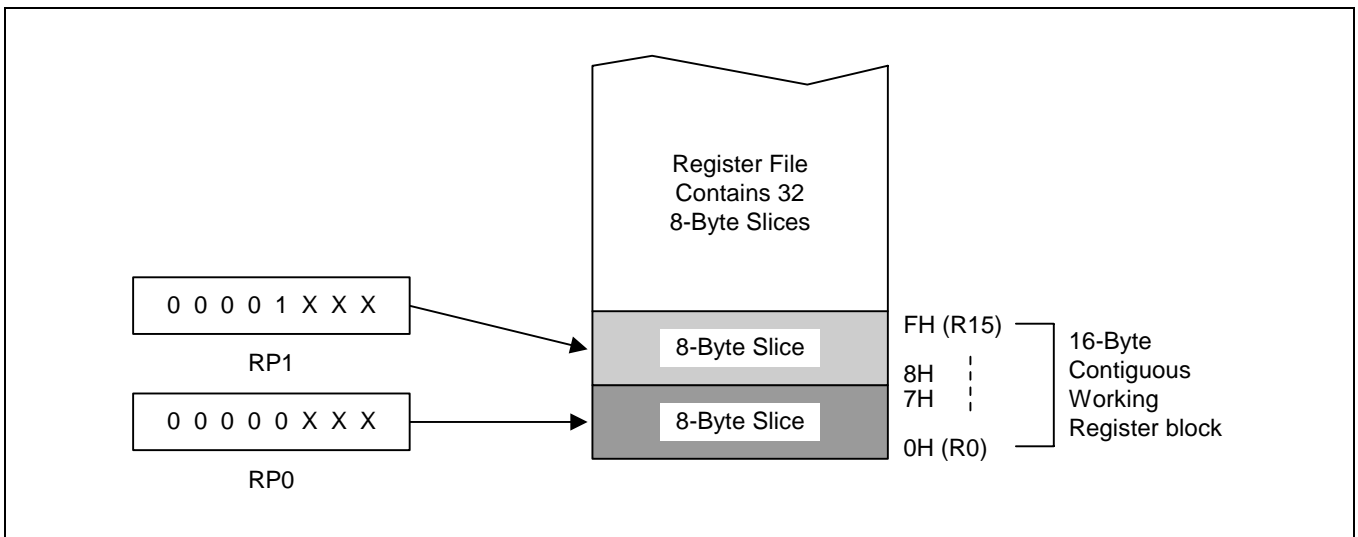 Register File
Contains 32
8-Byte Slices
0 0 0 0 1 X X X
RP1
8-Byte Slice
FH (R15)
8H
7H
16-Byte
Contiguous
Working
Register block
0 0 0 0 0 X X X
RP0
8-Byte Slice
0H (R0)